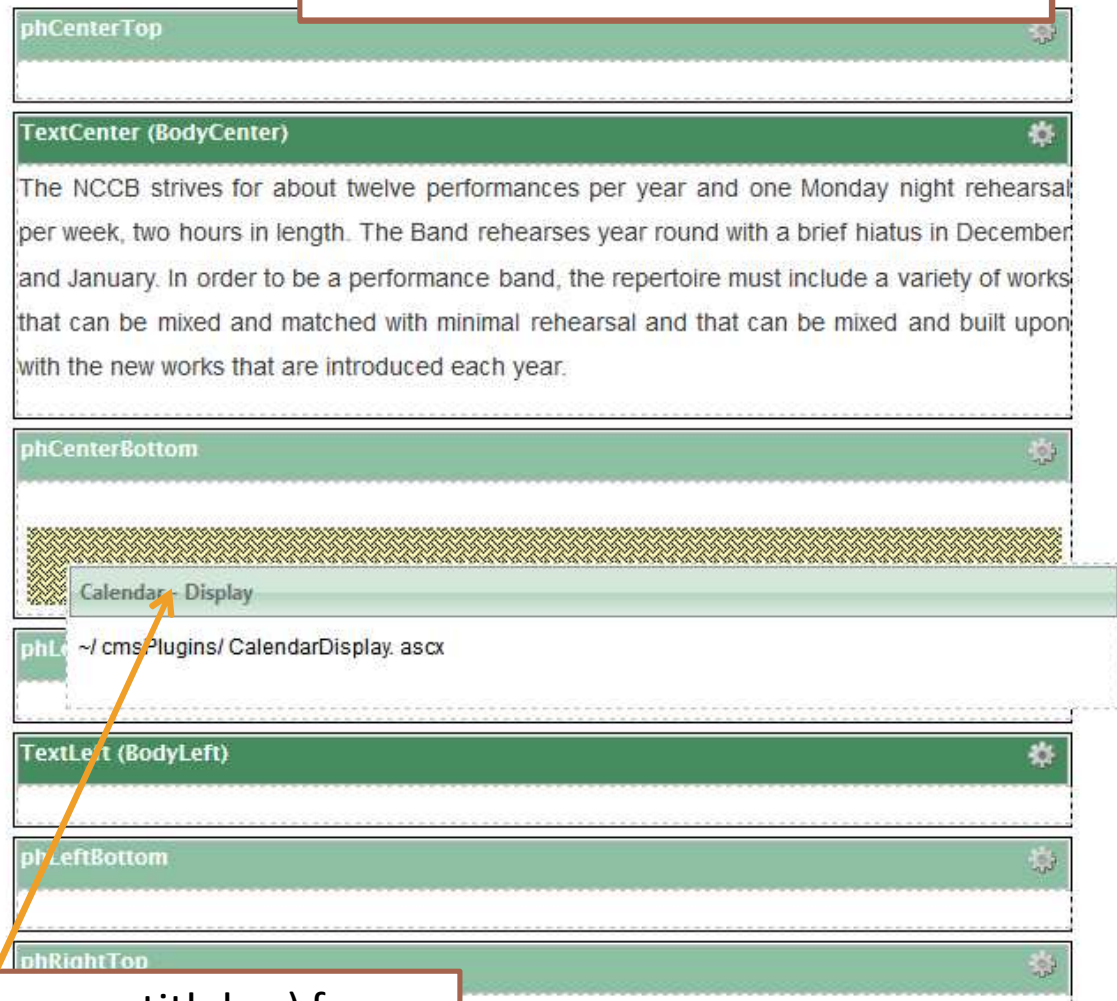 phCenterTop
TextCenter (BodyCenter)
The NCCB strives for about twelve performances per year and one Monday night rehearsal
per week, two hours in length. The Band rehearses year round with a brief hiatus in December
and January. In order to be a performance band, the repertoire must include a variety of works
that can be mixed and matched with minimal rehearsal and that can be mixed and built upon
with the new works that are introduced each year.
phCenterBottom
Calendar - Display
~/ cmsPlugins/ CalendarDisplay. ascx
TextLeft (BodyLeft)
phLeftBottom
phRightTop